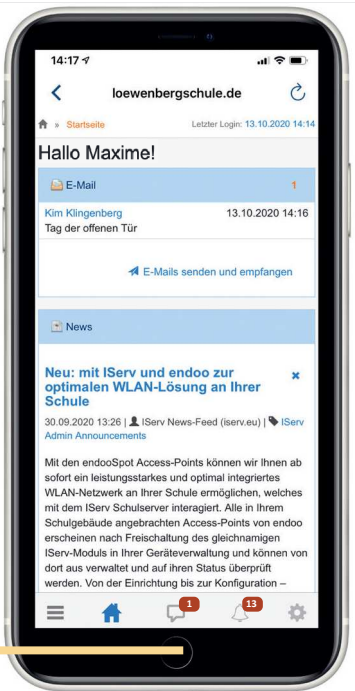 14:17
loewenbergschule.de
» Startseite
Letzter Login: 13.10.2020 14:14
Hallo Maxime!
E-Mail 1
Kim Klingenberg 13.10.2020 14:16
Tag der offenen Tür
E-Mails senden und empfangen
News
Neu: mit IServ und endoo zur
optimalen WLAN-Lösung an Ihrer
Schule
×
30.09.2020 13:26 | IServ News-Feed (iserv.eu) | IServ
Admin Announcements
Mit den endooSpot Access-Points können wir Ihnen ab
sofort ein leistungsstarkes und optimal integriertes
WLAN-Netzwerk an Ihrer Schule ermöglichen, welches
mit dem IServ Schulserver interagiert. Alle in Ihrem
Schulgebäude angebrachten Access-Points von endoo
erscheinen nach Freischaltung des gleichnamigen
IServ-Moduls in Ihrer Geräteverwaltung und können von
dort aus verwaltet und auf ihren Status überprüft
werden. Von der Einrichtung bis zur Konfiguration –
1
13